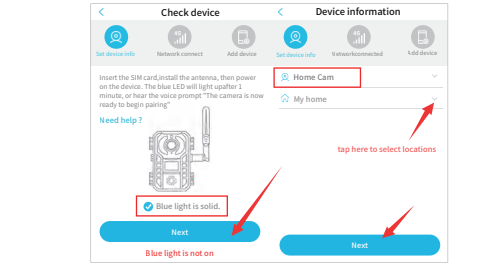 Check device
Set device info
Network connect
Add device
Insert the SIM card,install the antenna, then power
on the device. The blue LED will light upafter 1
minute, or hear the voice prompt "The camera is now
ready to begin pairing"
Need help ?
Blue light is solid.
Next
Blue light is not on
Device information
Set device info
Networkconnected
Add device
Home Cam
My home
tap here to select locations
Next